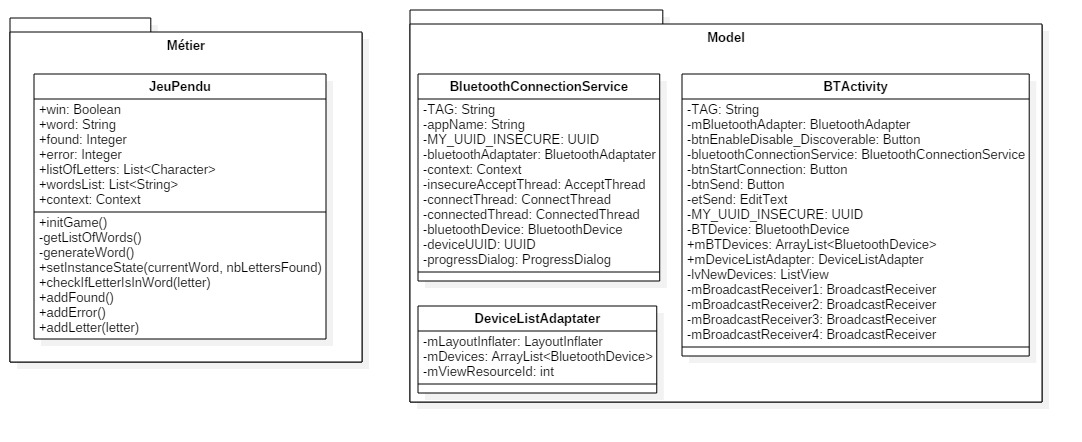 Métier
JeuPendu
+win: Boolean
+word: String
+found: Integer
+error: Integer
+listOfLetters: List<Character>
+wordsList: List<String>
+context: Context
+initGame()
-getListOfWords()
-generateWord()
+setInstanceState(currentWord, nbLettersFound)
+checkIfLetterIsInWord(letter)
+addFound()
+addError()
+addLetter(letter)
Model
BluetoothConnectionService
-TAG: String
-appName: String
-MY_UUID_INSECURE: UUID
-bluetoothAdaptater: BluetoothAdaptater
-context: Context
-insecureAcceptThread: AcceptThread
-connectThread: ConnectThread
-connectedThread: ConnectedThread
-bluetoothDevice: BluetoothDevice
-deviceUUID: UUID
-progressDialog: ProgressDialog
DeviceListAdaptater
-mLayoutInflater: LayoutInflater
-mDevices: ArrayList<BluetoothDevice>
-mViewResourceId: int
BTActivity
-TAG: String
-mBluetoothAdapter: BluetoothAdapter
-btnEnableDisable_Discoverable: Button
-bluetoothConnectionService: BluetoothConnectionService
-btnStartConnection: Button
-btnSend: Button
-etSend: EditText
-MY_UUID_INSECURE: UUID
-BTDevice: BluetoothDevice
+mBTDevices: ArrayList<BluetoothDevice>
+mDeviceListAdapter: DeviceListAdapter
-lvNewDevices: ListView
-mBroadcastReceiver1: BroadcastReceiver
-mBroadcastReceiver2: BroadcastReceiver
-mBroadcastReceiver3: BroadcastReceiver
-mBroadcastReceiver4: BroadcastReceiver